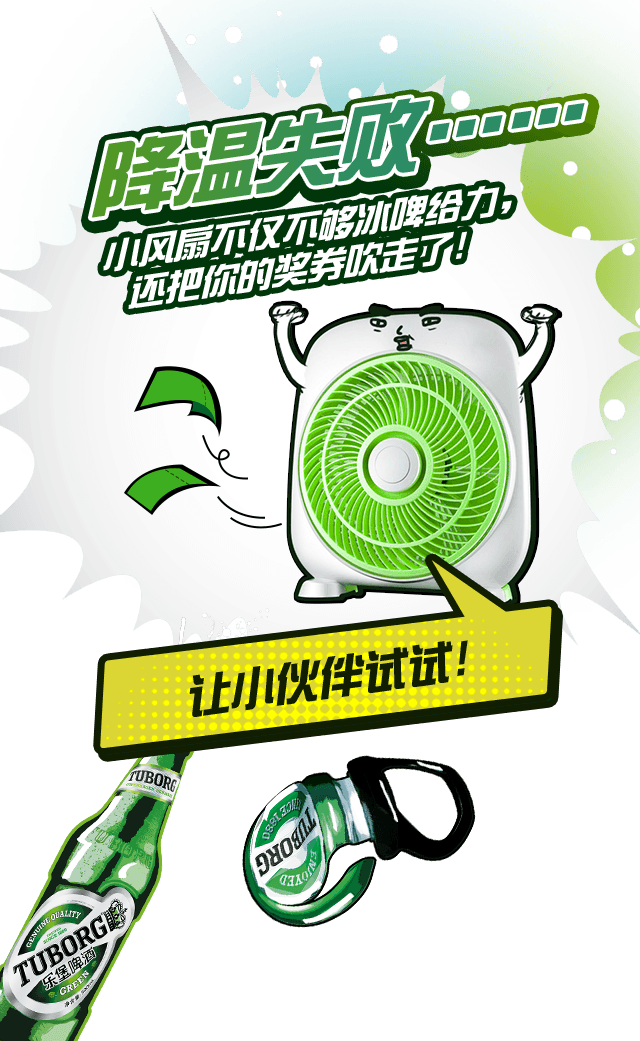 降温失败……
小风扇不仅不够冰啤给力，
还把你的奖券吹走了！
让小伙伴试试！
TUBORG
GENUINE QUALITY
TUBORG
乐堡啤酒
GREEN
SINCE 1880
TUBORG
ENJOYED